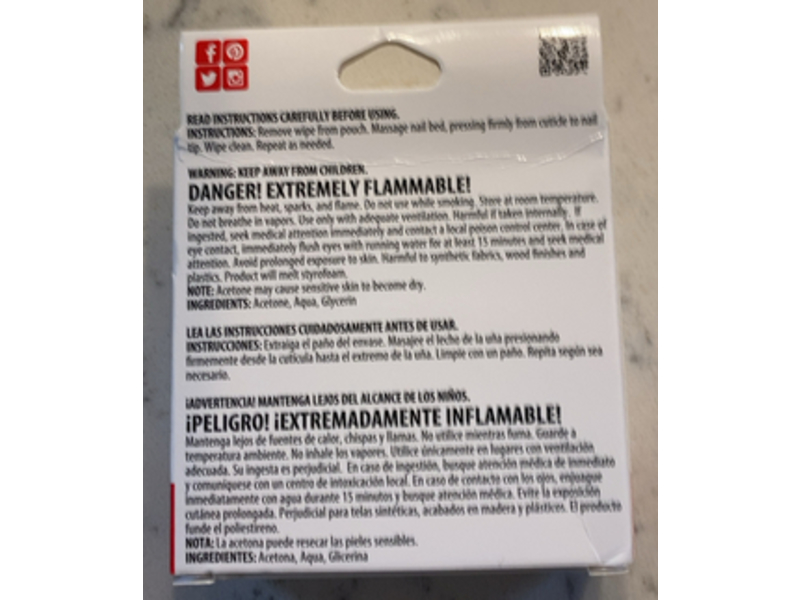 READ INSTRUCTIONS CAREFULLY BEFORE USING.
INSTRUCTIONS: Remove wipe from pouch. Massage nail bed, pressing firmly from cuticle to nail
tip. Wipe clean. Repeat as needed.
WARNING: KEEP AWAY FROM CHILDREN.
DANGER! EXTREMELY FLAMMABLE!
Keep away from heat, sparks, and flame. Do not use while smoking. Store at room temperature.
Do not breathe in vapors. Use only with adequate ventilation. Harmful if taken internally. If
ingested, seek medical attention immediately and contact a local poison control center. In case of
eye contact, immediately flush eyes with running water for at least 15 minutes and seek medical
attention. Avoid prolonged exposure to skin. Harmful to synthetic fabrics, wood finishes and
plastics. Product will melt styrofoam.
NOTE: Acetone may cause sensitive skin to become dry.
INGREDIENTS: Acetone, Aqua, Glycerin
LEA LAS INSTRUCCIONES CUIDADOSAMENTE ANTES DE USAR.
INSTRUCCIONES: Extraiga el paño del envase. Masajee el lecho de la uña presionando
firmemente desde la cutícula hasta el extremo de la uña. Limpie con un paño. Repita según sea
necesario.
¡ADVERTENCIA! MANTENGA LEJOS DEL ALCANCE DE LOS NIÑOS.
¡PELIGRO! ¡EXTREMADAMENTE INFLAMABLE!
Mantenga lejos de fuentes de calor, chispas y llamas. No utilice mientras fuma. Guarde a
temperatura ambiente. No inhale los vapores. Utilice únicamente en lugares con ventilación
adecuada. Su ingesta es perjudicial. En caso de ingestión, busque atención médica de inmediato
y comuníquese con un centro de intoxicación local. En caso de contacto con los ojos, enjuague
inmediatamente con agua durante 15 minutos y busque atención médica. Evite la exposición
cutánea prolongada. Perjudicial para telas sintéticas, acabados en madera y plásticos. El producto
funde el poliestireno.
NOTA: La acetona puede resecar las pieles sensibles.
INGREDIENTES: Acetona, Aqua, Glicerina